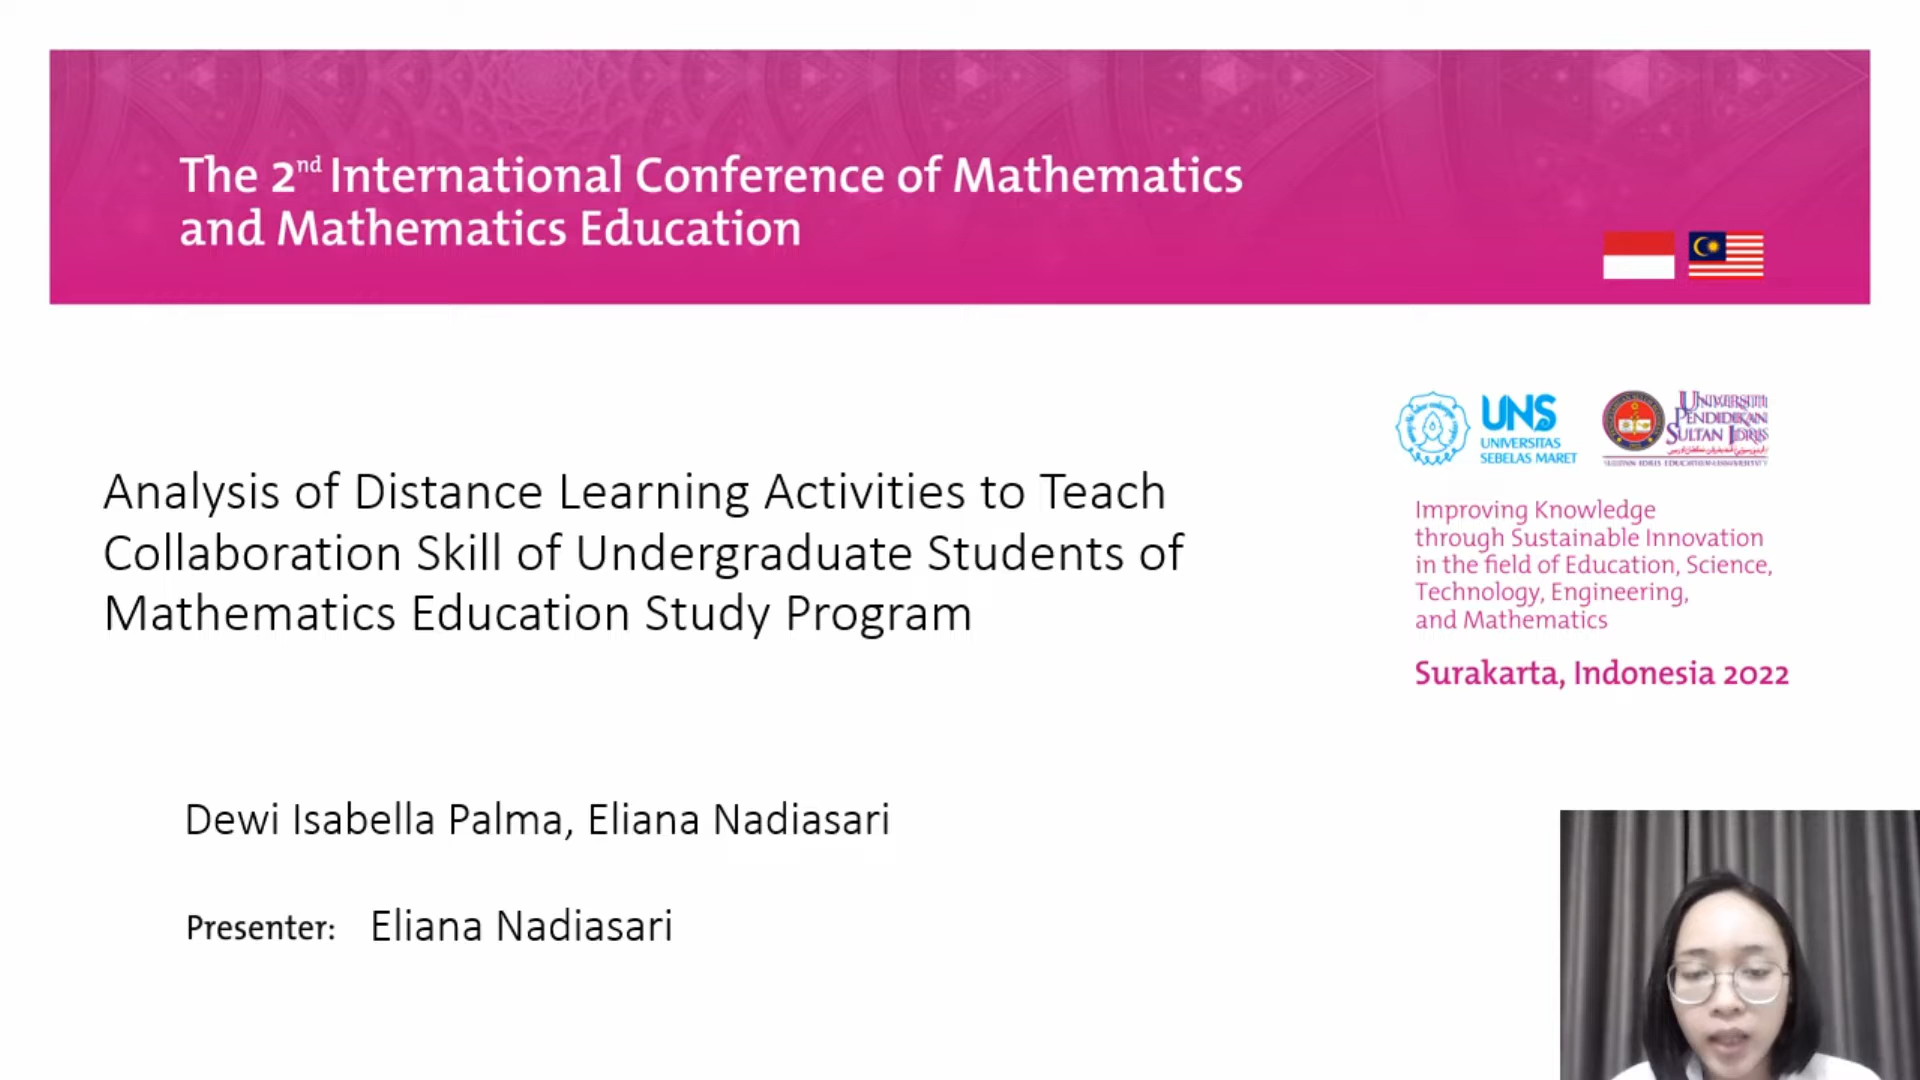 The 2nd International Conference of Mathematics
and Mathematics Education
UNS
UNIVERSITAS
SEBELAS MARET
UNIVERSITI
PENDIDIKAN
SULTAN IDRIS
Analysis of Distance Learning Activities to Teach
Collaboration Skill of Undergraduate Students of
Mathematics Education Study Program
Improving Knowledge
through Sustainable Innovation
in the field of Education, Science,
Technology, Engineering,
and Mathematics
Surakarta, Indonesia 2022
Dewi Isabella Palma, Eliana Nadiasari
Presenter: Eliana Nadiasari